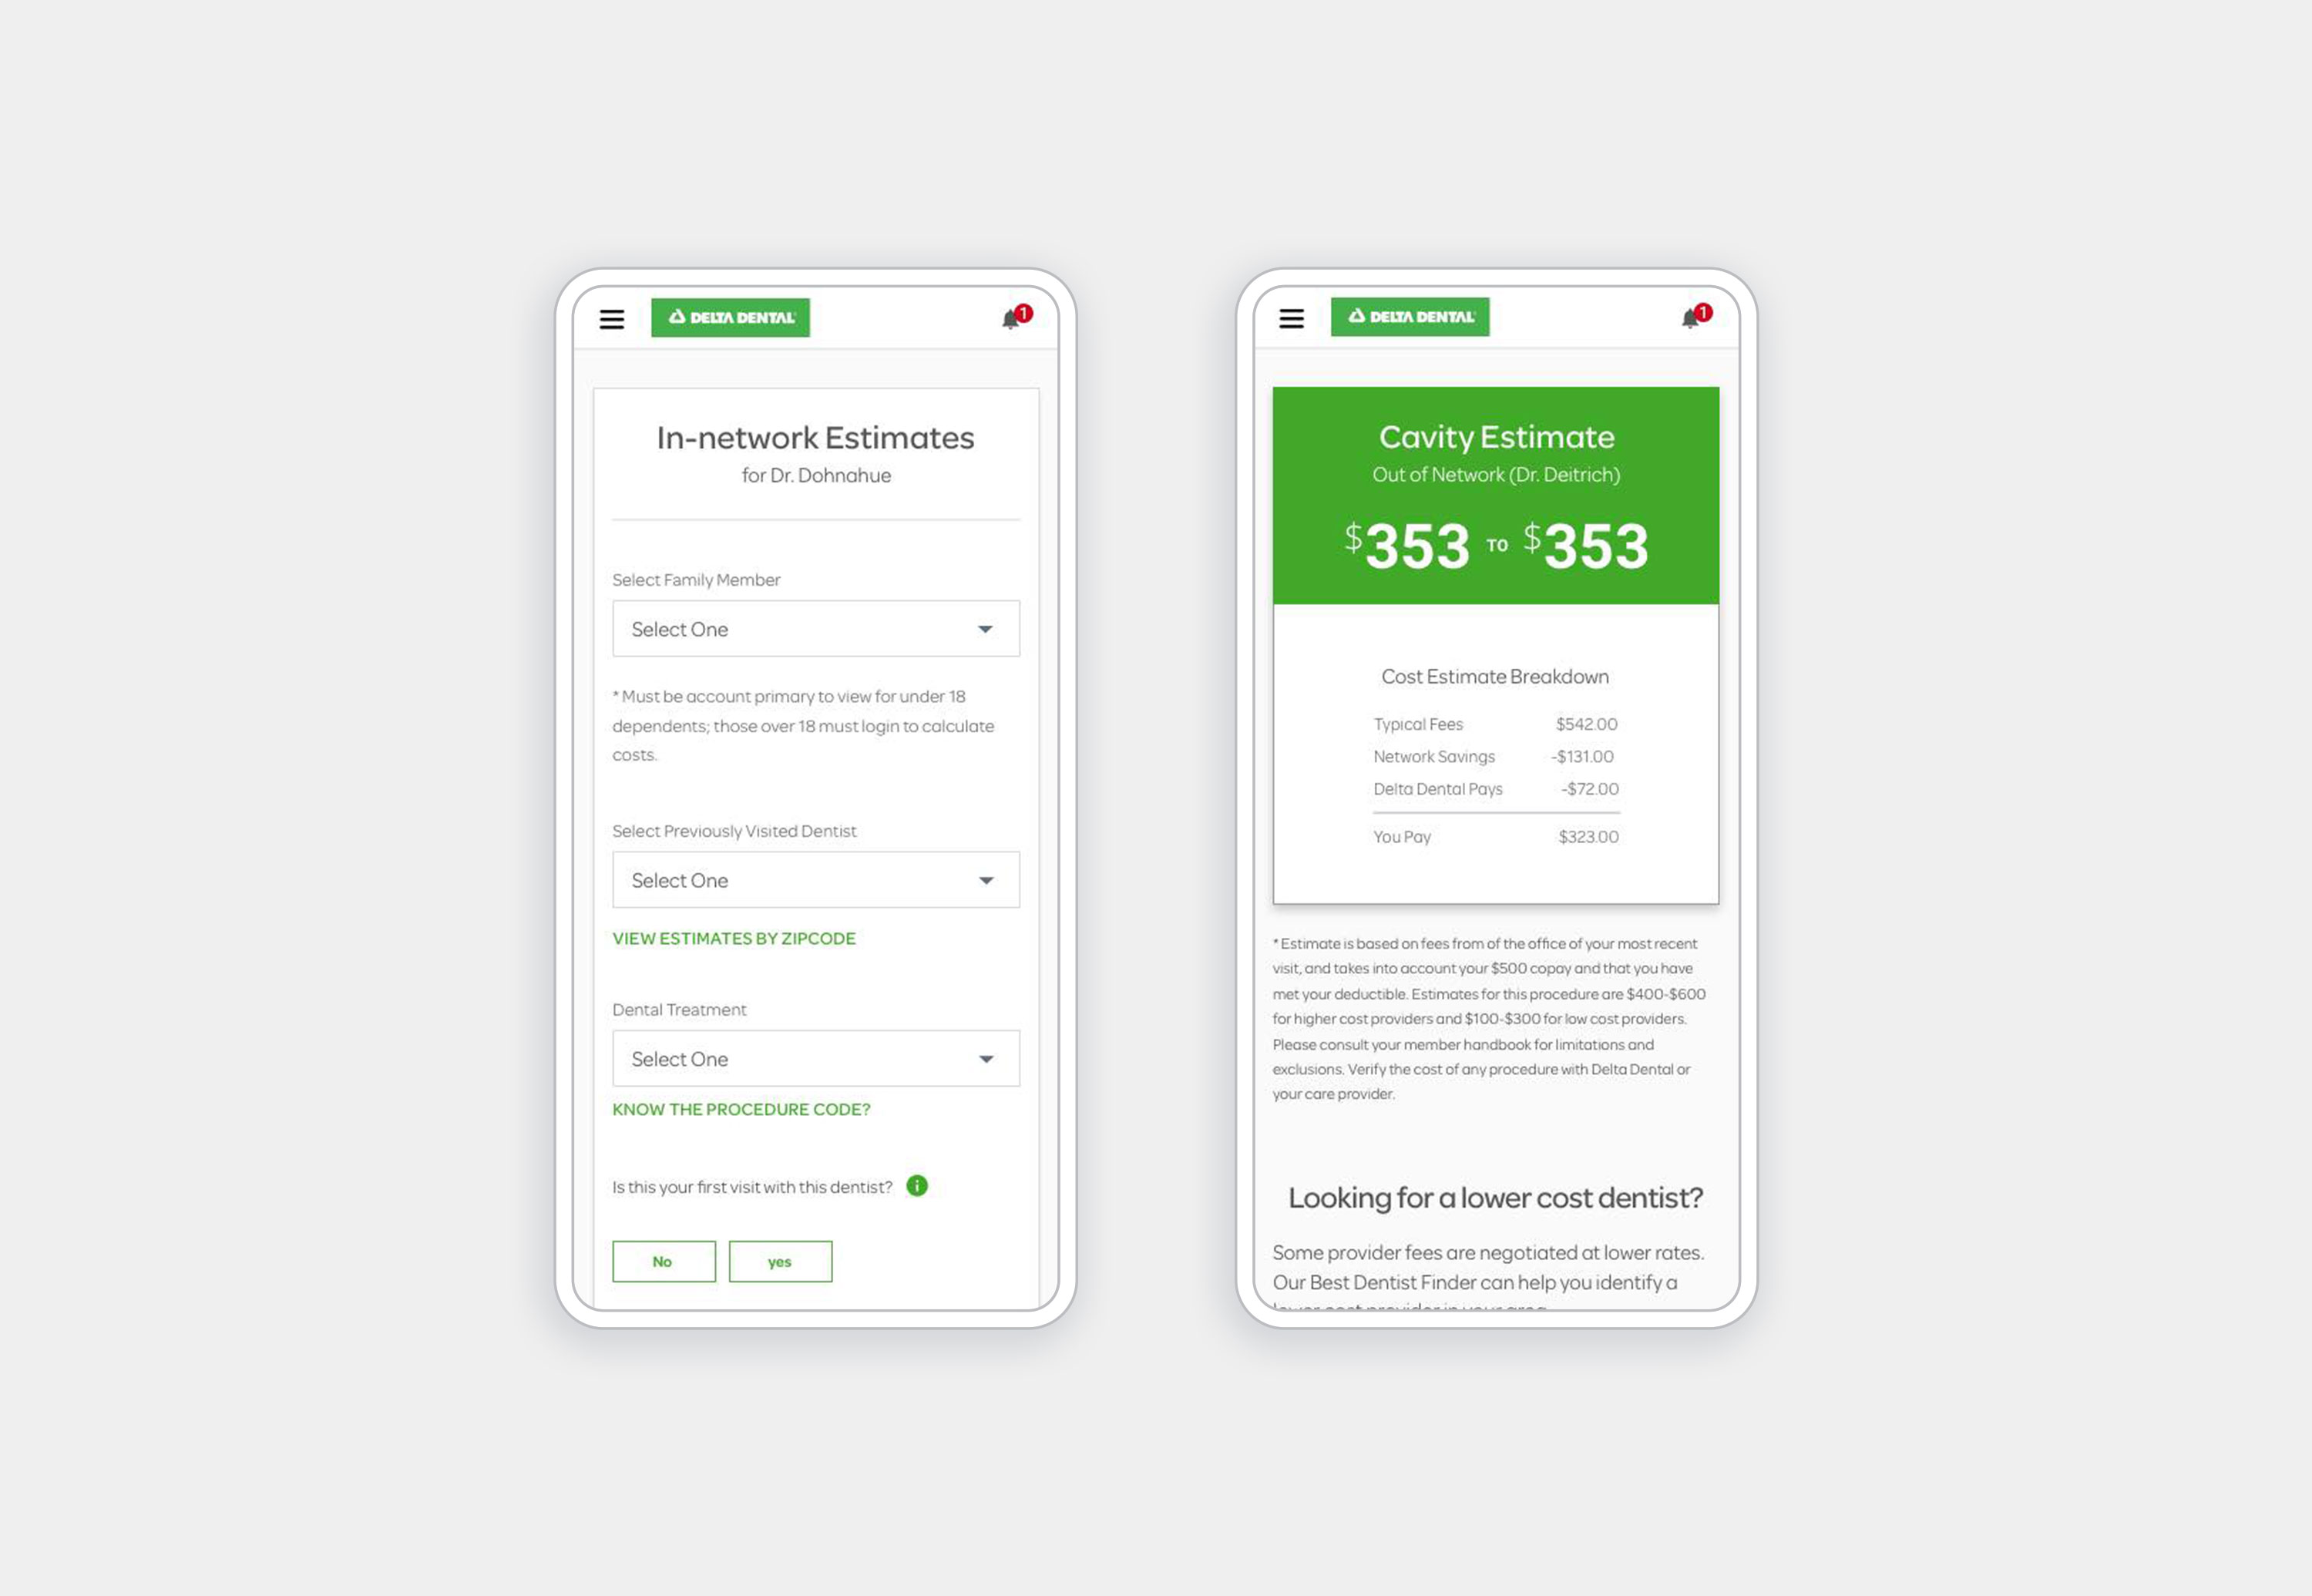 DELTA DENTAL
1
In-network Estimates
for Dr. Dohnahue
Select Family Member
Select One
* Must be account primary to view for under 18
dependents; those over 18 must login to calculate
costs.
Select Previously Visited Dentist
Select One
VIEW ESTIMATES BY ZIPCODE
Dental Treatment
Select One
KNOW THE PROCEDURE CODE?
Is this your first visit with this dentist? i
No yes
DELTA DENTAL
1
Cavity Estimate
Out of Network (Dr. Deitrich)
$353 TO $353
Cost Estimate Breakdown
Typical Fees $542.00
Network Savings -$131.00
Delta Dental Pays -$72.00
You Pay $323.00
* Estimate is based on fees from of the office of your most recent
visit, and takes into account your $500 copay and that you have
met your deductible. Estimates for this procedure are $400-$600
for higher cost providers and $100-$300 for low cost providers.
Please consult your member handbook for limitations and
exclusions. Verify the cost of any procedure with Delta Dental or
your care provider.
Looking for a lower cost dentist?
Some provider fees are negotiated at lower rates.
Our Best Dentist Finder can help you identify a
lower cost provider in your area.